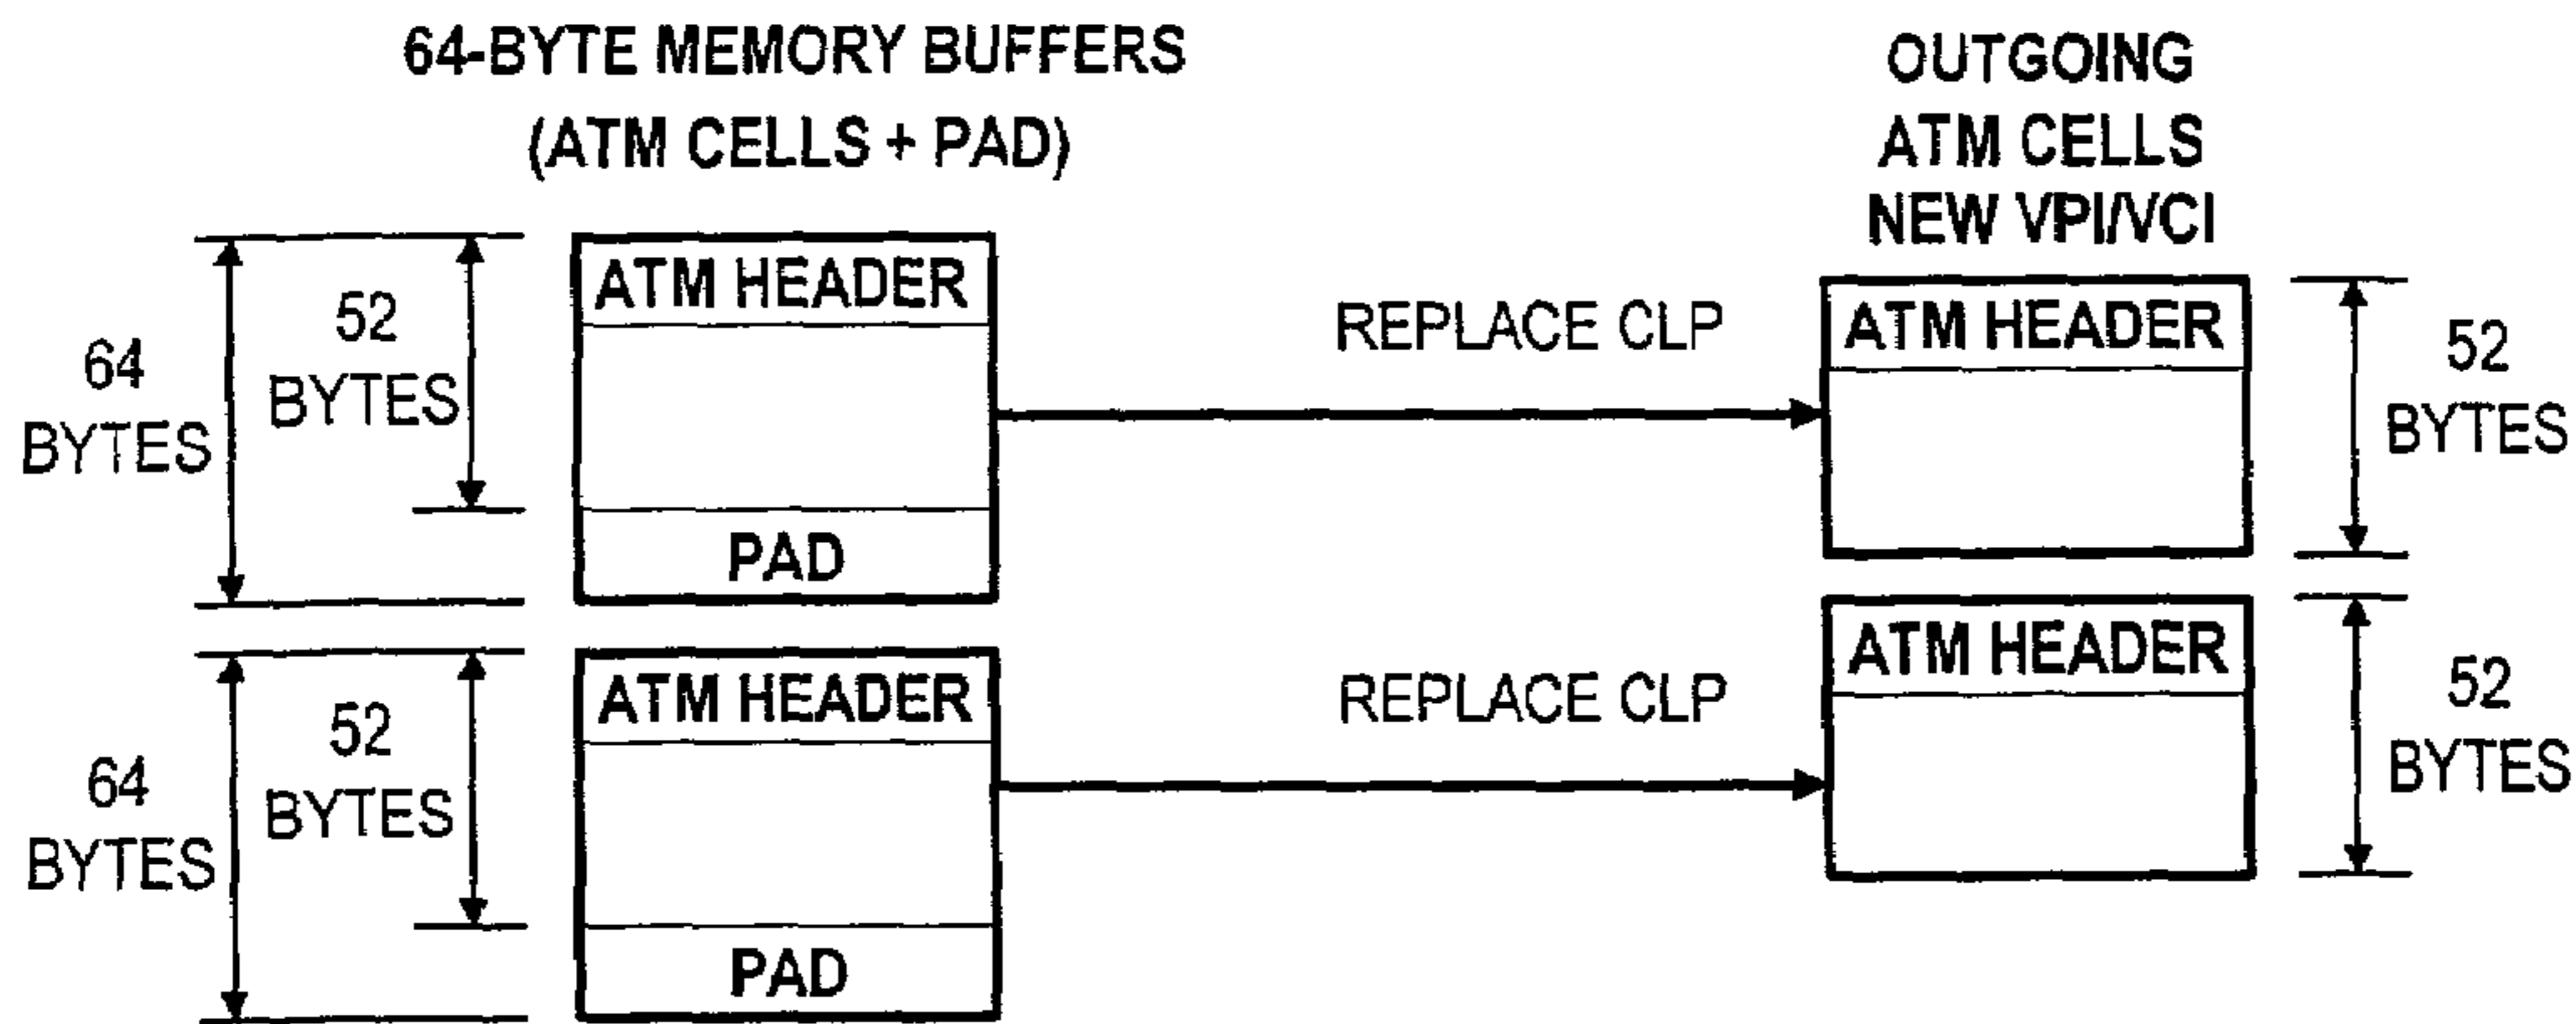 64-BYTE MEMORY BUFFERS
(ATM CELLS + PAD)
OUTGOING
ATM CELLS
NEW VPI/VCI
64
BYTES
52
BYTES
ATM HEADER
PAD
REPLACE CLP
ATM HEADER
52
BYTES
64
BYTES
52
BYTES
ATM HEADER
PAD
REPLACE CLP
ATM HEADER
52
BYTES